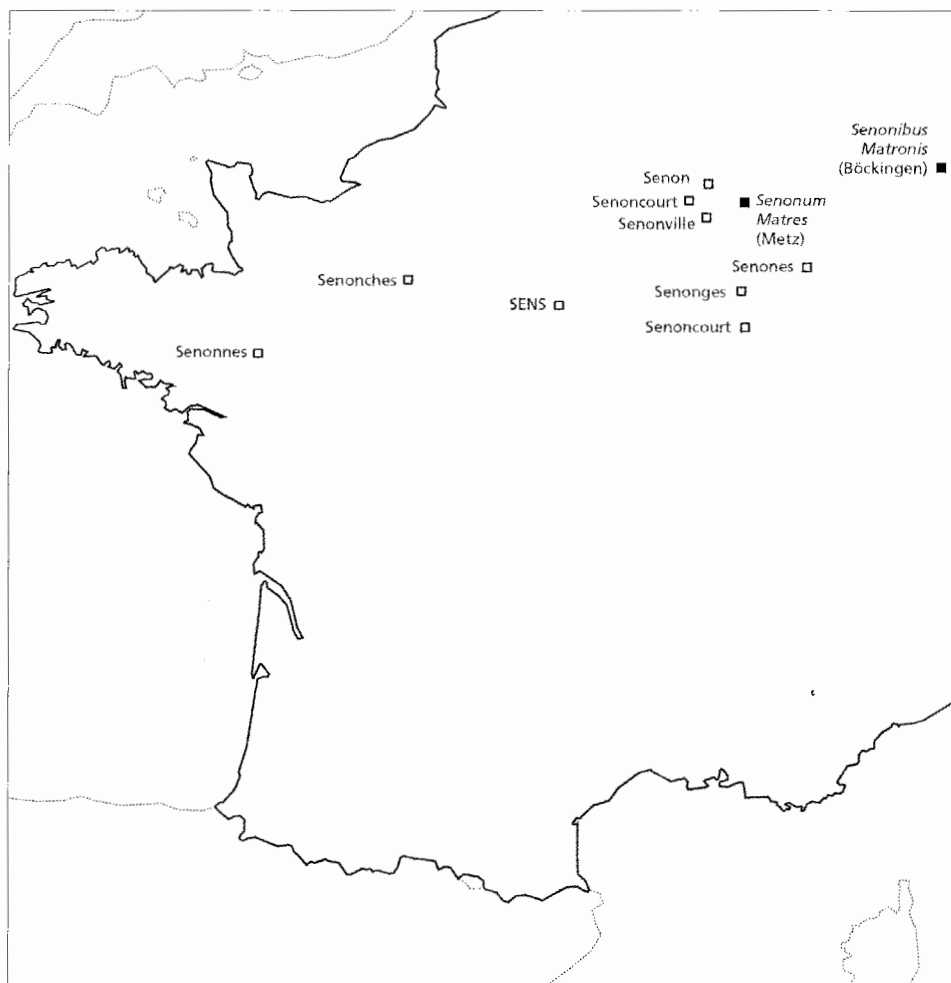 Senonibus
Matronis
(Böckingen)
Senon
Senoncourt
Senonum
Senonville
Matres
(Metz)
Senones
Senonches
Senonges
SENS
Senoncourt
Senonnes